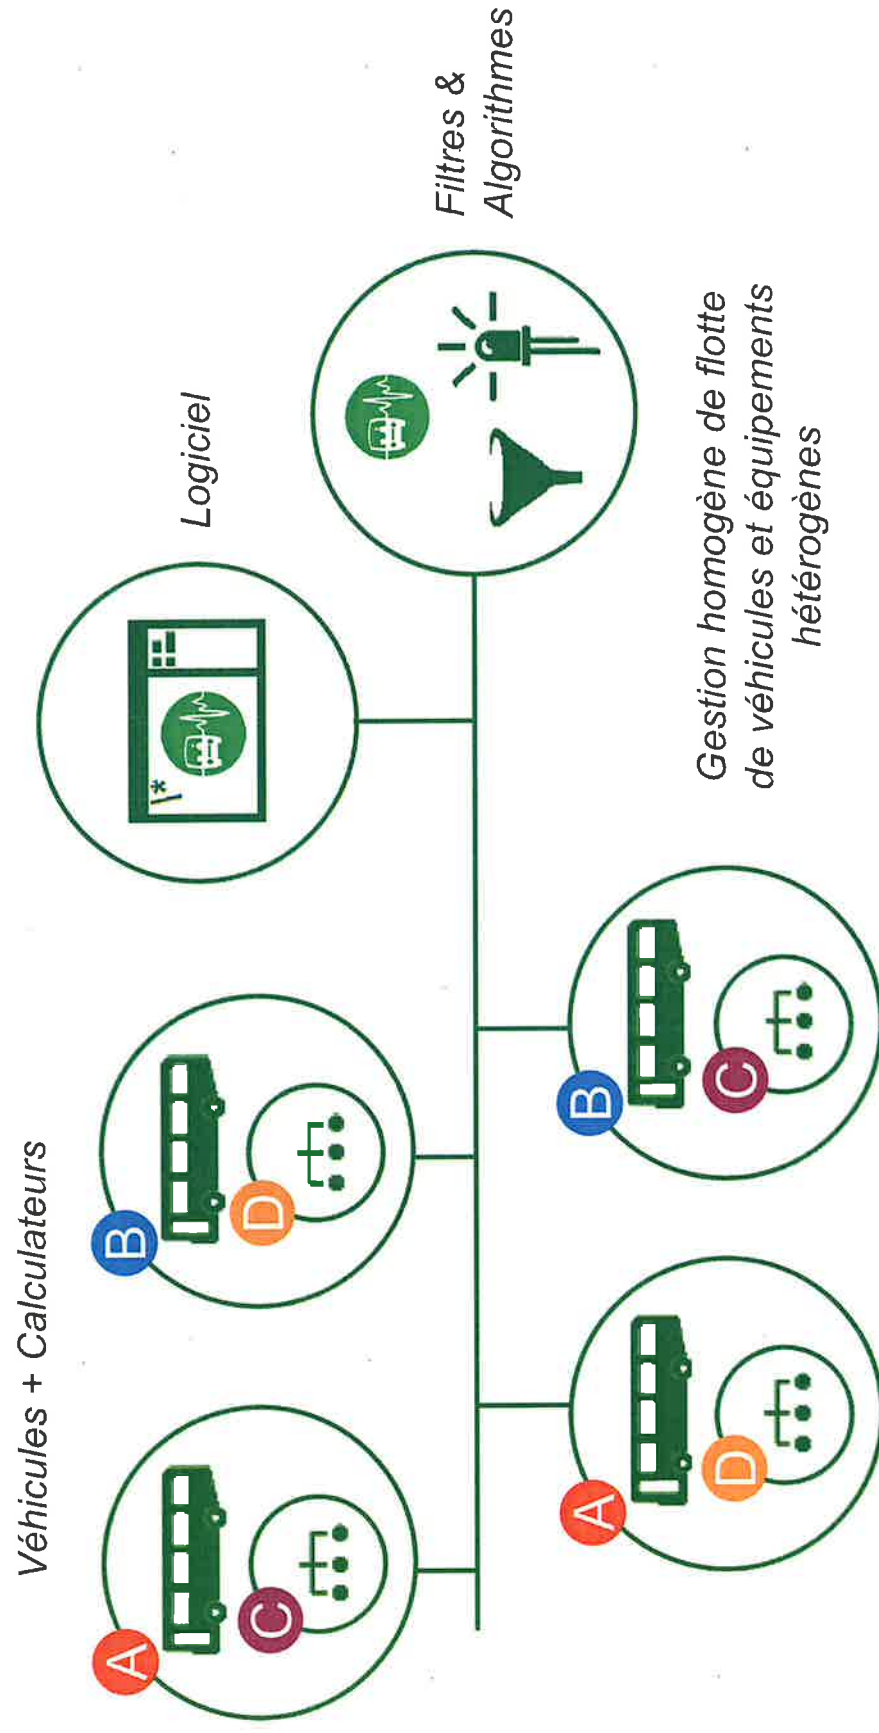 Véhicules + Calculateurs
A
C
B
D
Logiciel
Filtres &
Algorithmes
A
D
B
C
Gestion homogène de flotte
de véhicules et équipements
hétérogènes